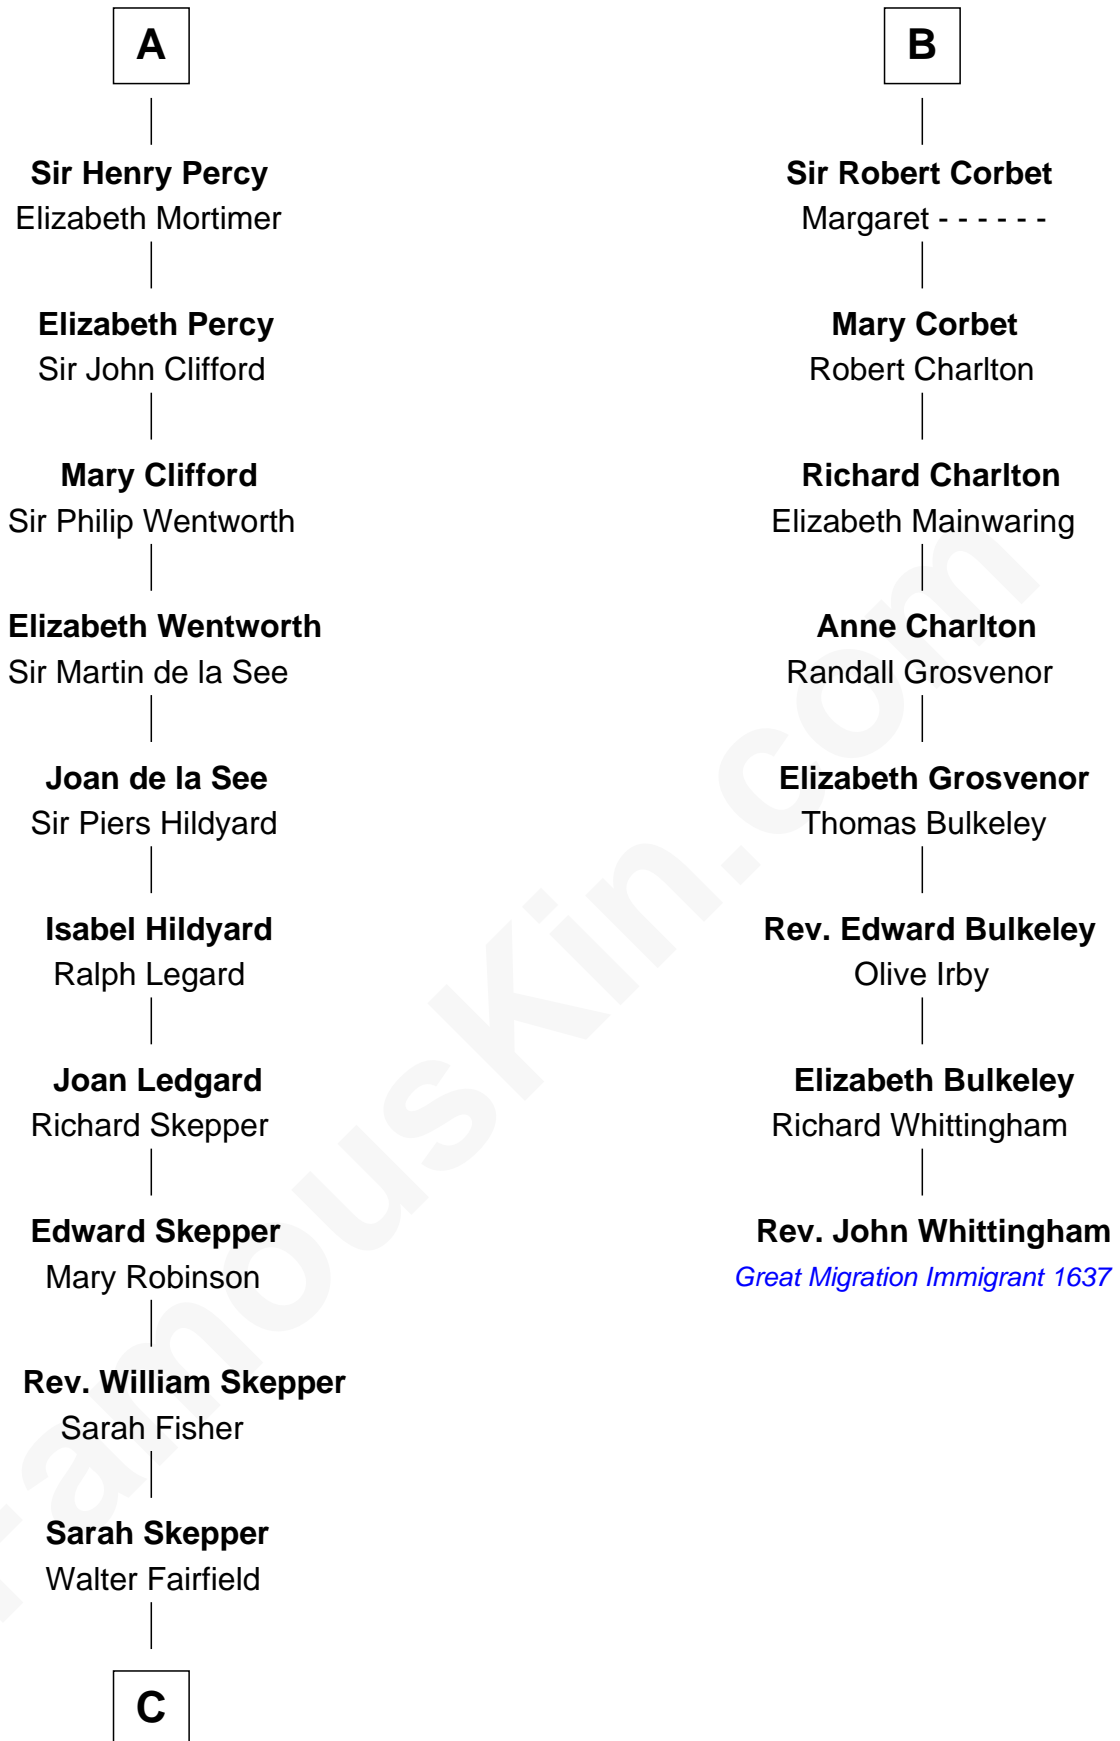 A
Sir Henry Percy
Elizabeth Mortimer
Elizabeth Percy
Sir John Clifford
Mary Clifford
Sir Philip Wentworth
Elizabeth Wentworth
Sir Martin de la See
Joan de la See
Sir Piers Hildyard
Isabel Hildyard
Ralph Legard
Joan Ledgard
Richard Skepper
Edward Skepper
Mary Robinson
Rev. William Skepper
Sarah Fisher
Sarah Skepper
Walter Fairfield
C
B
Sir Robert Corbet
Margaret - - - - - -
Mary Corbet
Robert Charlton
Richard Charlton
Elizabeth Mainwaring
Anne Charlton
Randall Grosvenor
Elizabeth Grosvenor
Thomas Bulkeley
Rev. Edward Bulkeley
Olive Irby
Elizabeth Bulkeley
Richard Whittingham
Rev. John Whittingham
Great Migration Immigrant 1637
FamousKin.com